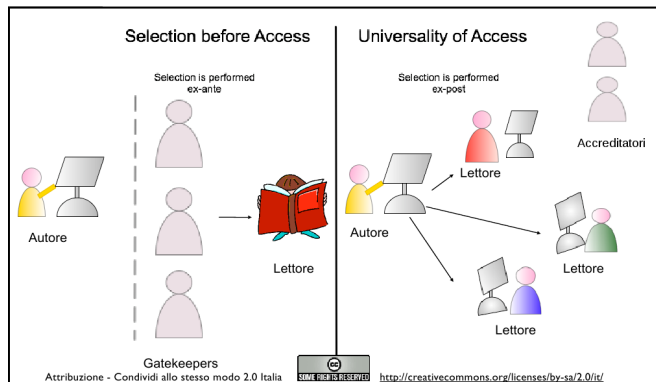 Selection before Access
Selection is performed
ex-ante
Autore
Lettore
Gatekeepers
Universality of Access
Selection is performed
ex-post
Accreditatori
Lettore
Autore
Lettore
Lettore
Attribuzione - Condividi allo stesso modo 2.0 Italia
cc
SOME RIGHTS RESERVED
http://creativecommons.org/licenses/by-sa/2.0/it/